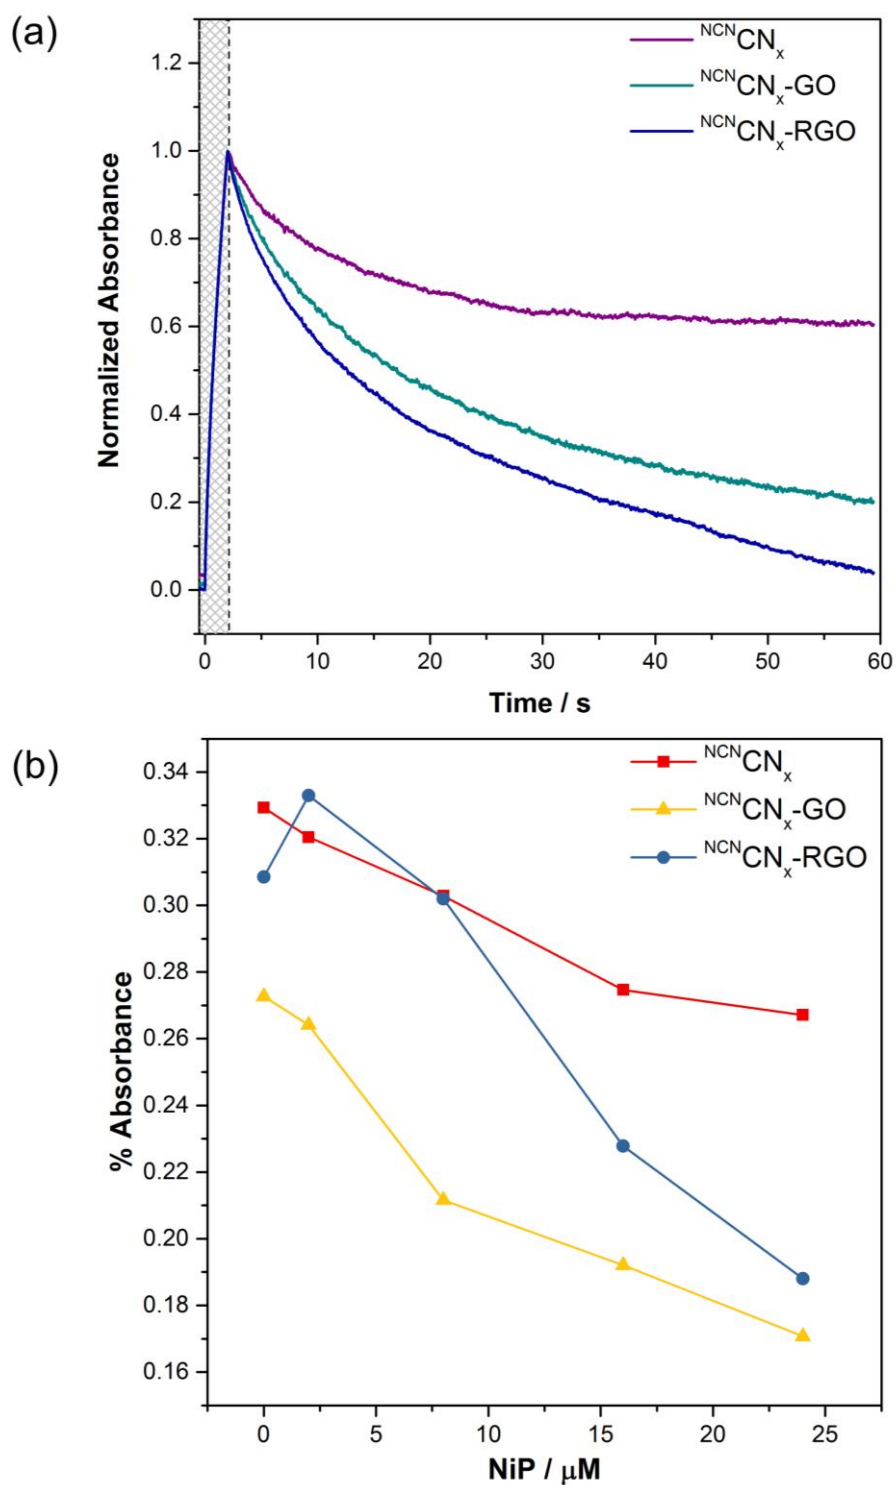 (a)
NCNCNx
NCNCNx-GO
NCNCNx-RGO
1.2
1.0
0.8
0.6
0.4
0.2
0.0
Normalized Absorbance
0 10 20 30 40 50 60
Time / s
(b)
NCNCNx
NCNCNx-GO
NCNCNx-RGO
0.34
0.32
0.30
0.28
0.26
0.24
0.22
0.20
0.18
0.16
% Absorbance
0 5 10 15 20 25
NiP / μM